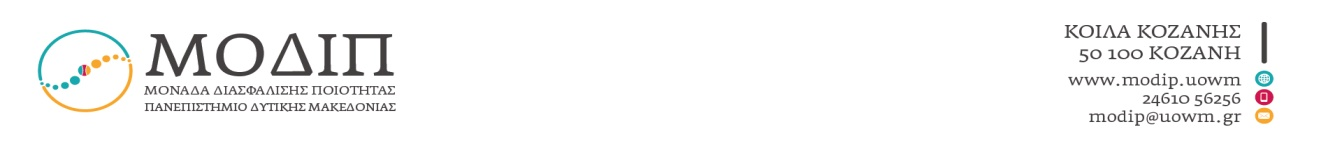 ΜΟΔΙΠ
ΜΟΝΑΔΑ ΔΙΑΣΦΑΛΙΣΗΣ ΠΟΙΟΤΗΤΑΣ
ΠΑΝΕΠΙΣΤΗΜΙΟ ΔΥΤΙΚΗΣ ΜΑΚΕΔΟΝΙΑΣ
ΚΟΙΛΑ ΚΟΖΑΝΗΣ
50 100 ΚΟΖΑΝΗ
www.modip.uowm
24610 56256
modip@uowm.gr